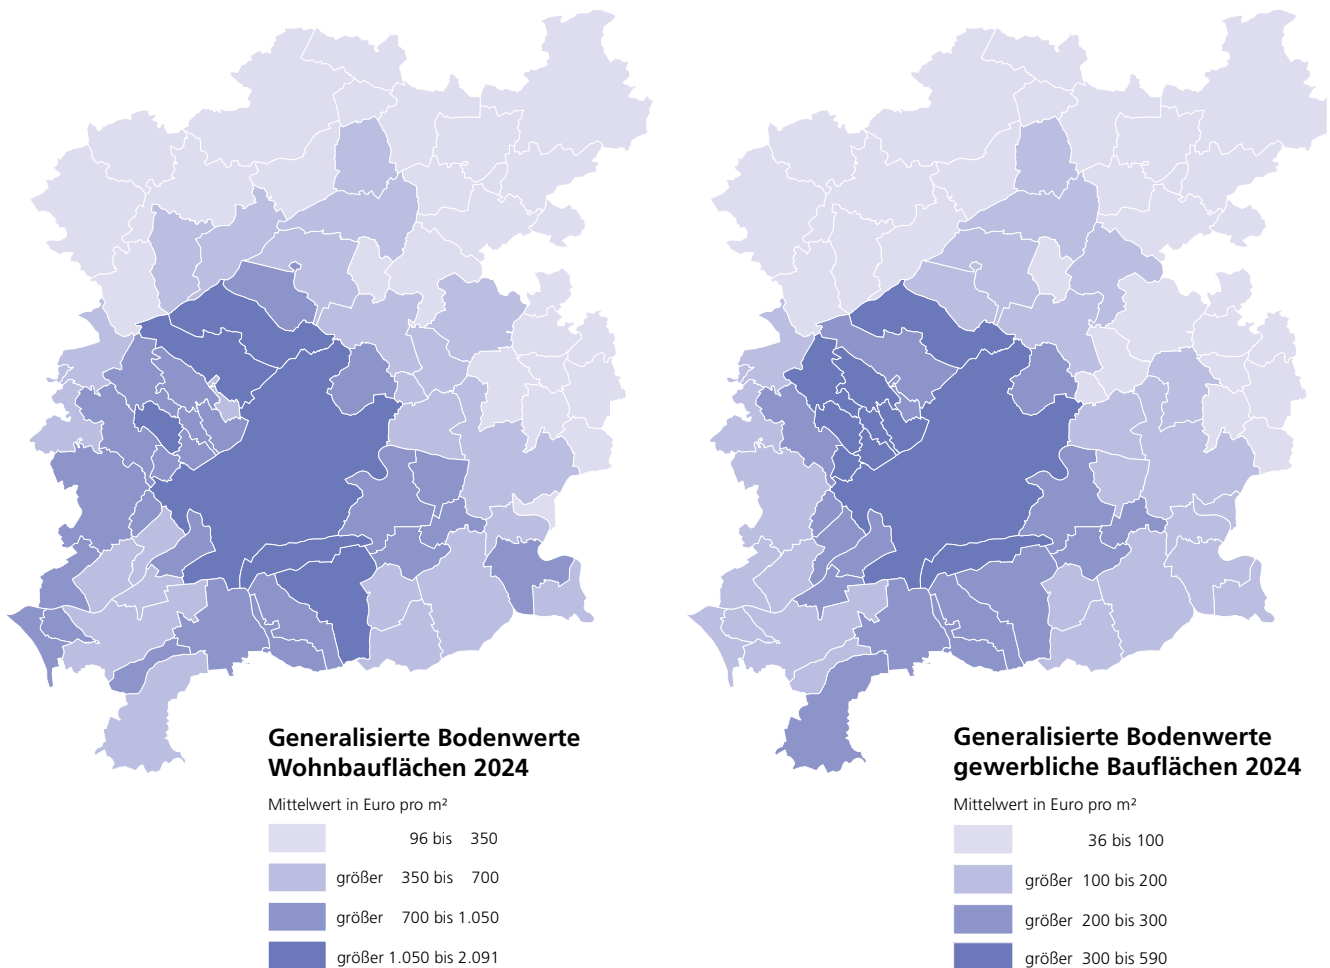 Generalisierte Bodenwerte
Wohnbauflächen 2024
Mittelwert in Euro pro m²
96 bis 350
größer 350 bis 700
größer 700 bis 1.050
größer 1.050 bis 2.091
Generalisierte Bodenwerte
gewerbliche Bauflächen 2024
Mittelwert in Euro pro m²
36 bis 100
größer 100 bis 200
größer 200 bis 300
größer 300 bis 590